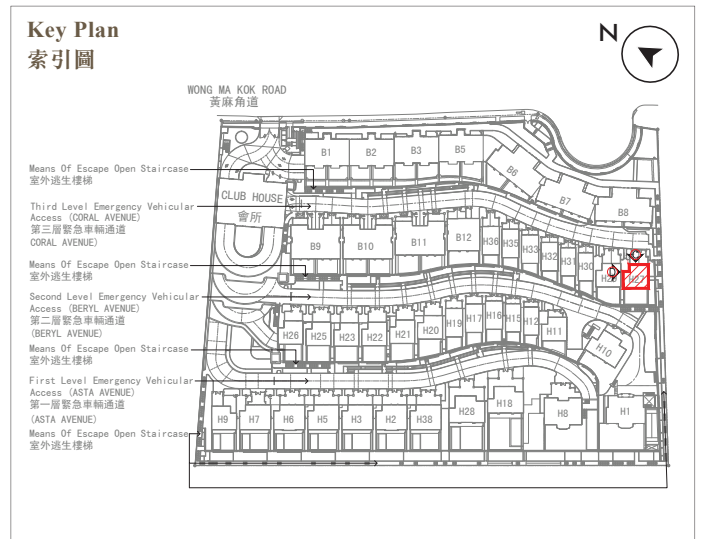 Key Plan
索引圖
N
WONG MA KOK ROAD
黃麻角道
Means Of Escape Open Staircase
室外逃生樓梯
Third Level Emergency Vehicular
Access (CORAL AVENUE)
第三層緊急車輛通道
CORAL AVENUE)
Means Of Escape Open Staircase
室外逃生樓梯
Second Level Emergency Vehicular
Access (BERYL AVENUE)
第二層緊急車輛通道
(BERYL AVENUE)
Means Of Escape Open Staircase
室外逃生樓梯
First Level Emergency Vehicular
Access (ASTA AVENUE)
第一層緊急車輛通道
(ASTA AVENUE)
Means Of Escape Open Staircase
室外逃生樓梯
CLUB HOUSE
會所
B1 B2 B3 B5
B6 B7 B8
B9 B10 B11 B12 H36 H35 H33 H32 H31 H30 H27
H26 H25 H23 H22 H21 H20 H19 H17 H16 H15 H12 H11 H10
H9 H7 H6 H5 H3 H2 H38 H28 H18 H8 H1